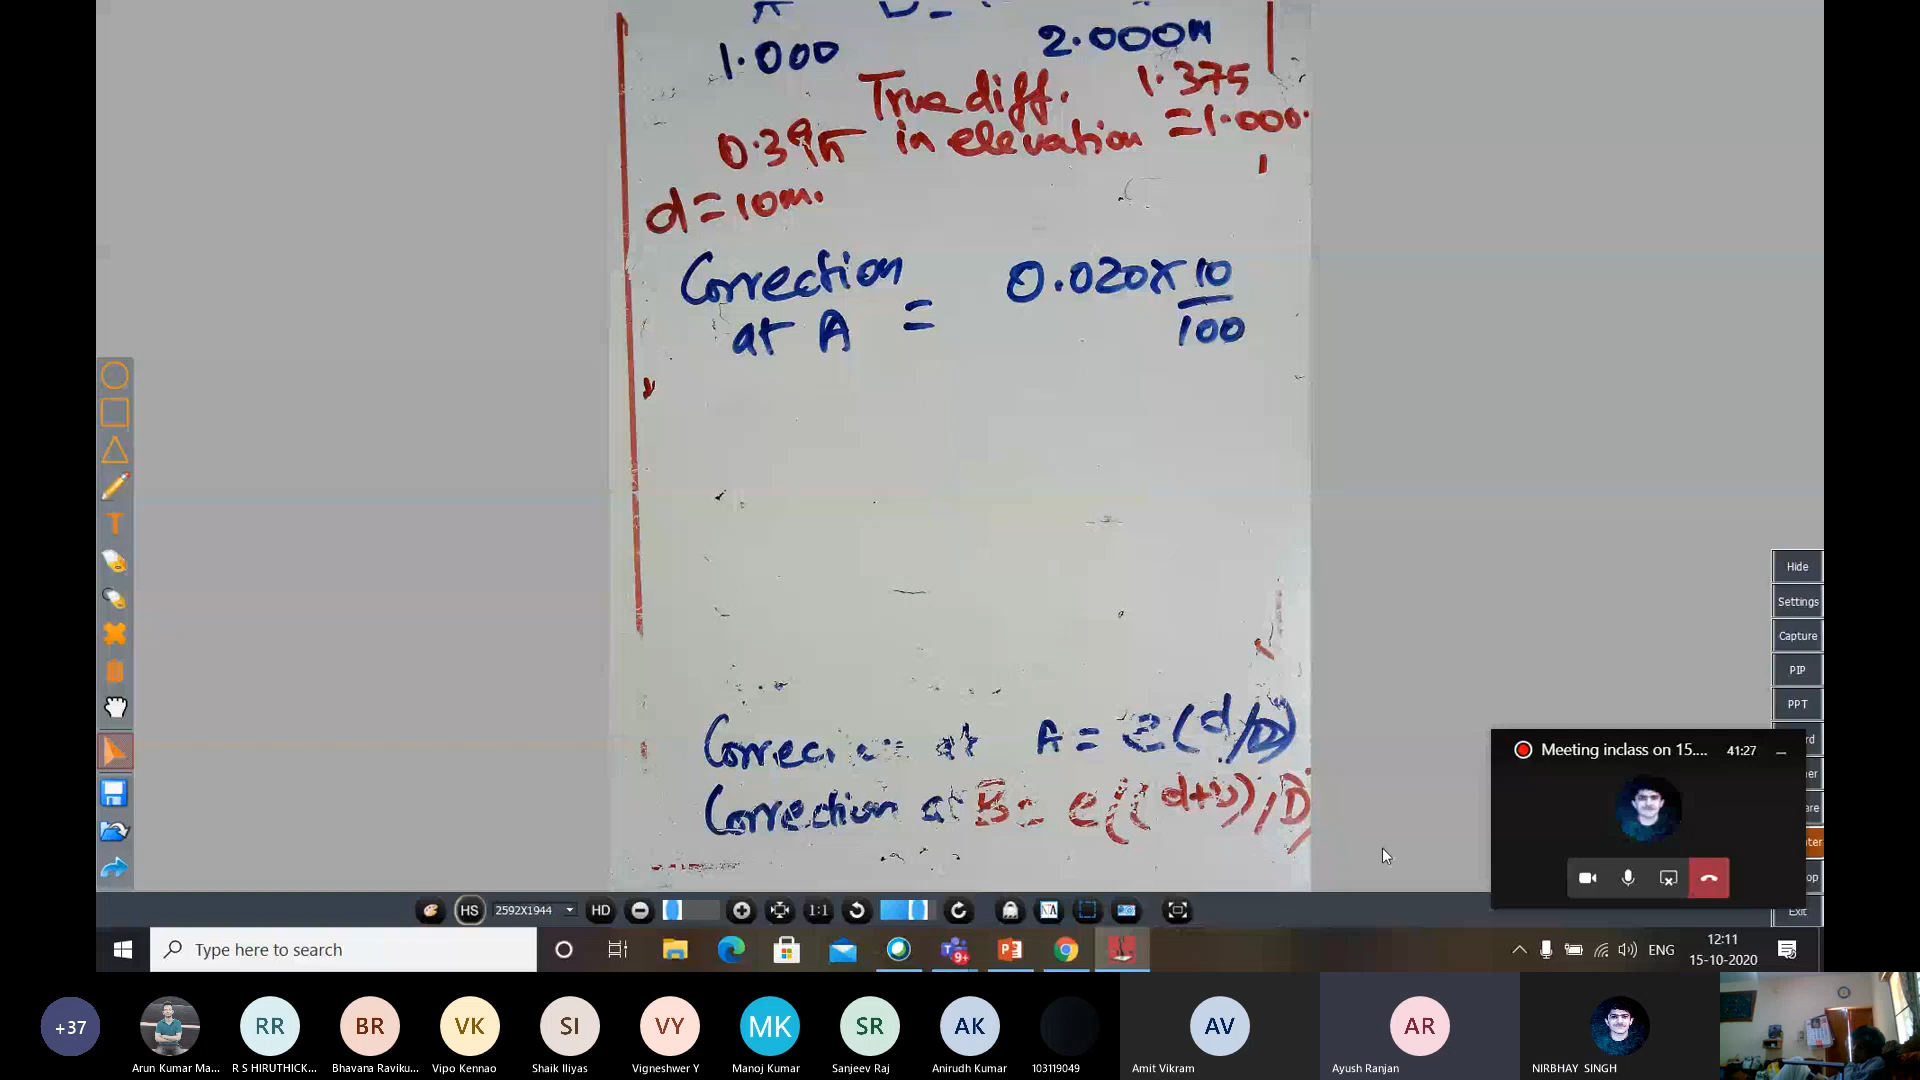 1.000 2.000m
True diff. 1.375
0.395 in elevation =1.000.
d=10m.
Correction 0.020x10
at A = 100
Correction at A = e(d/D)
Correction at B= e((d+D)/D)
Hide
Settings
Capture
PIP
PPT
Exit
Meeting inclass on 15.... 41:27
HS 2592X1944 HD 1:1
Type here to search
9+
ENG
12:11
15-10-2020
+37
RR
BR
VK
SI
VY
MK
SR
AK
AV
AR
Arun Kumar Ma...
R S HIRUTHICK...
Bhavana Raviku...
Vipo Kennao
Shaik Iliyas
Vigneshwer Y
Manoj Kumar
Sanjeev Raj
Anirudh Kumar
103119049
Amit Vikram
Ayush Ranjan
NIRBHAY SINGH